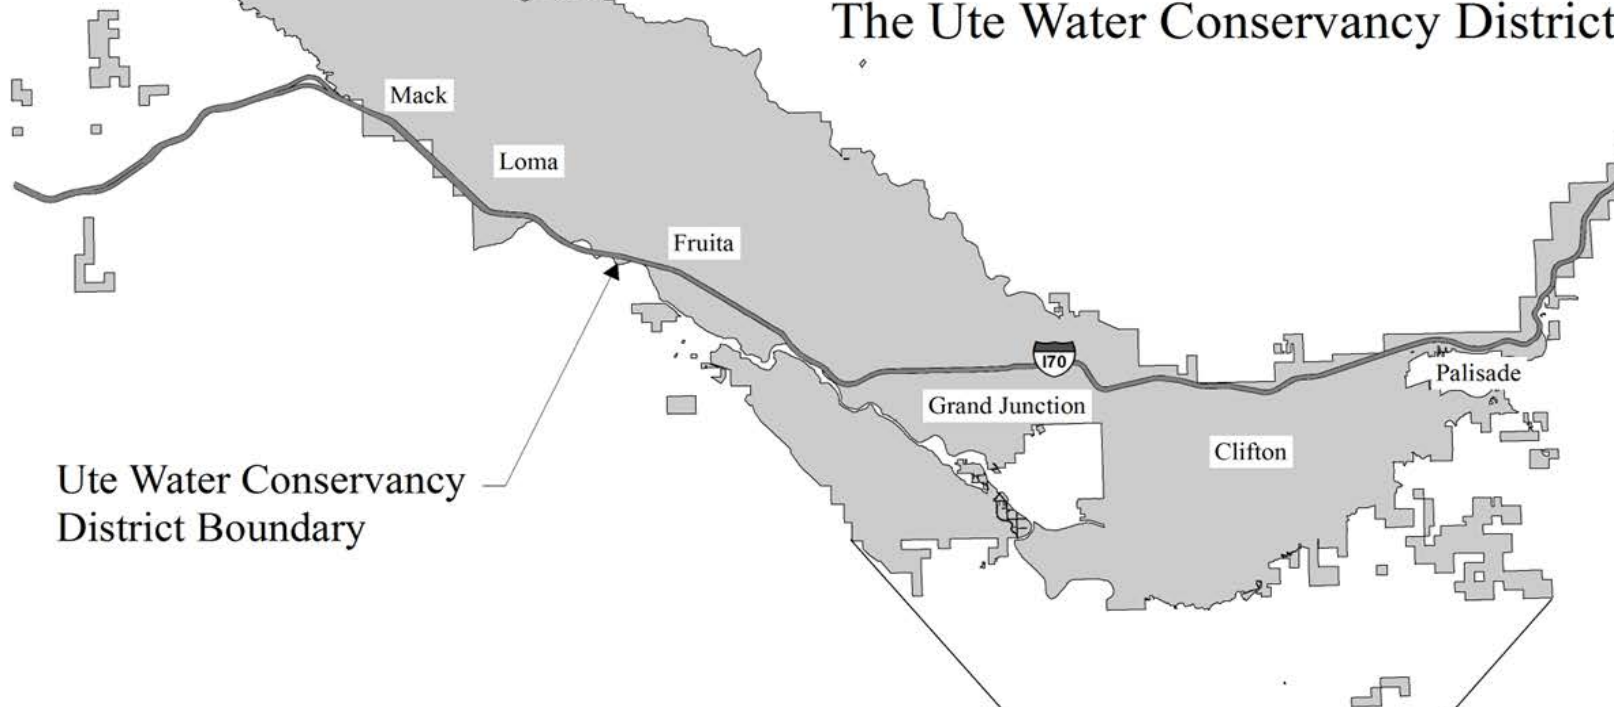 The Ute Water Conservancy District
Mack
Loma
Fruita
I70
Palisade
Grand Junction
Clifton
Ute Water Conservancy
District Boundary